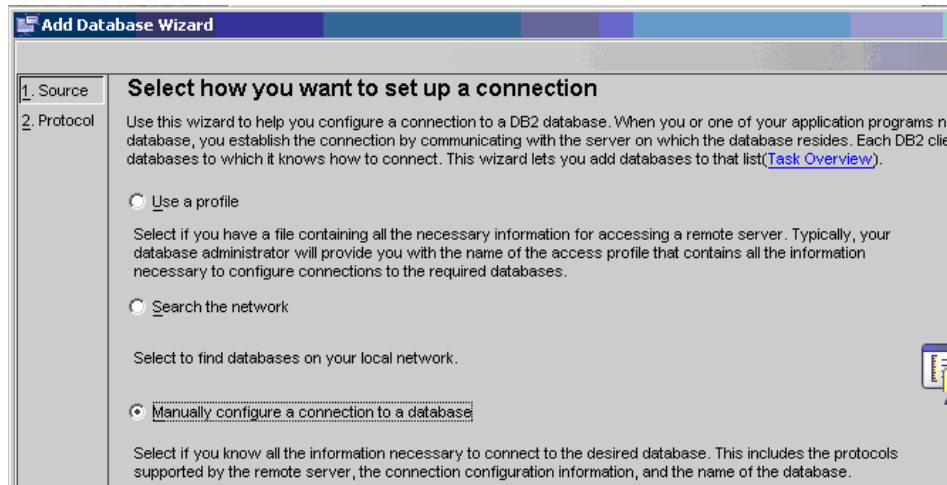 Add Database Wizard
1. Source
2. Protocol
Select how you want to set up a connection
Use this wizard to help you configure a connection to a DB2 database. When you or one of your application programs
database, you establish the connection by communicating with the server on which the database resides. Each DB2
databases to which it knows how to connect. This wizard lets you add databases to that list(Task Overview).
Use a profile
Select if you have a file containing all the necessary information for accessing a remote server. Typically, your
database administrator will provide you with the name of the access profile that contains all the information
necessary to configure connections to the required databases.
Search the network
Select to find databases on your local network.
Manually configure a connection to a database
Select if you know all the information necessary to connect to the desired database. This includes the protocols
supported by the remote server, the connection configuration information, and the name of the database.